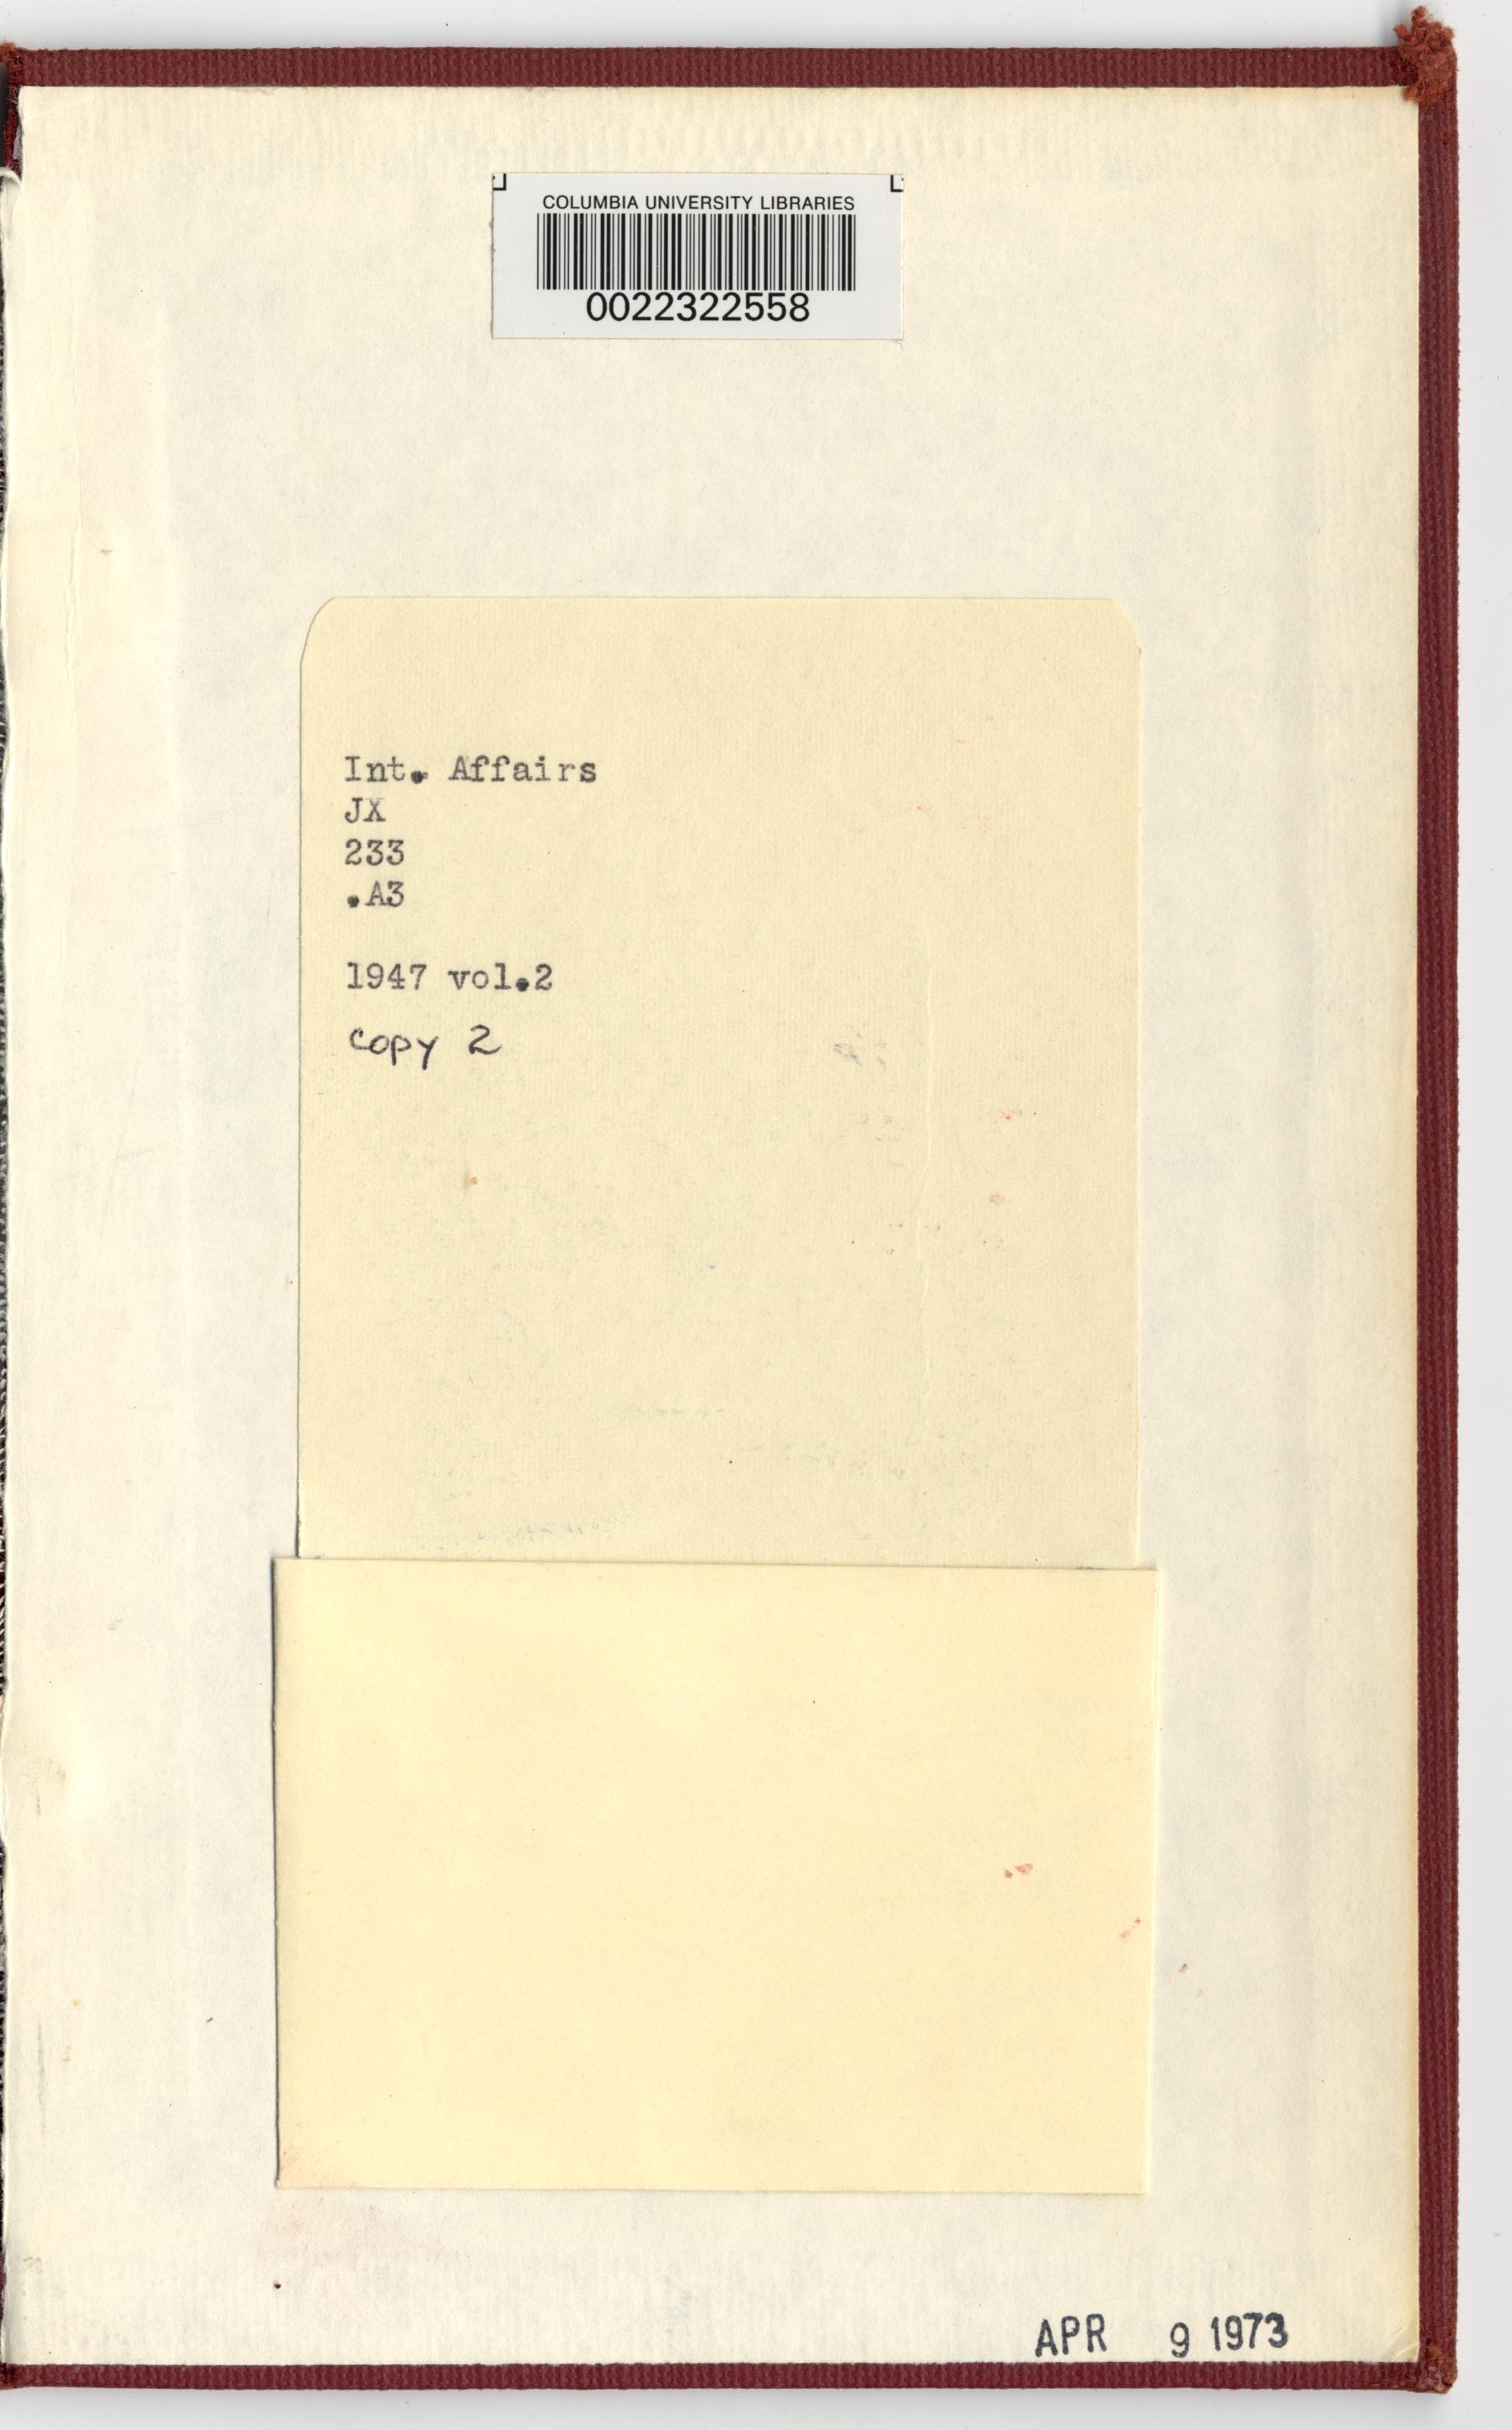 COLUMBIA UNIVERSITY LIBRARIES
0022322558
Int. Affairs
JX
233
.A3
1947 vol.2
Copy 2
APR 9 1973